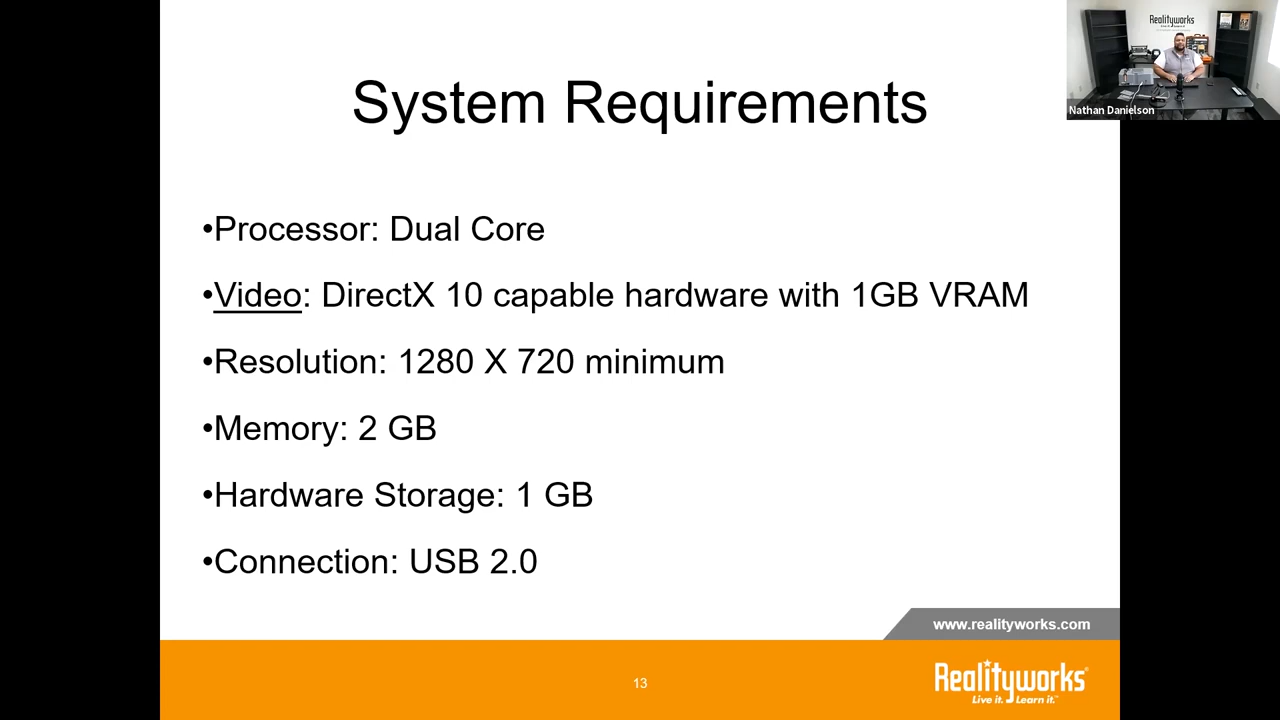 System Requirements
•Processor: Dual Core
•Video: DirectX 10 capable hardware with 1GB VRAM
•Resolution: 1280 X 720 minimum
•Memory: 2 GB
•Hardware Storage: 1 GB
•Connection: USB 2.0
www.realityworks.com
13
Realityworks®
Live it. Learn it.™
Realityworks
Nathan Danielson